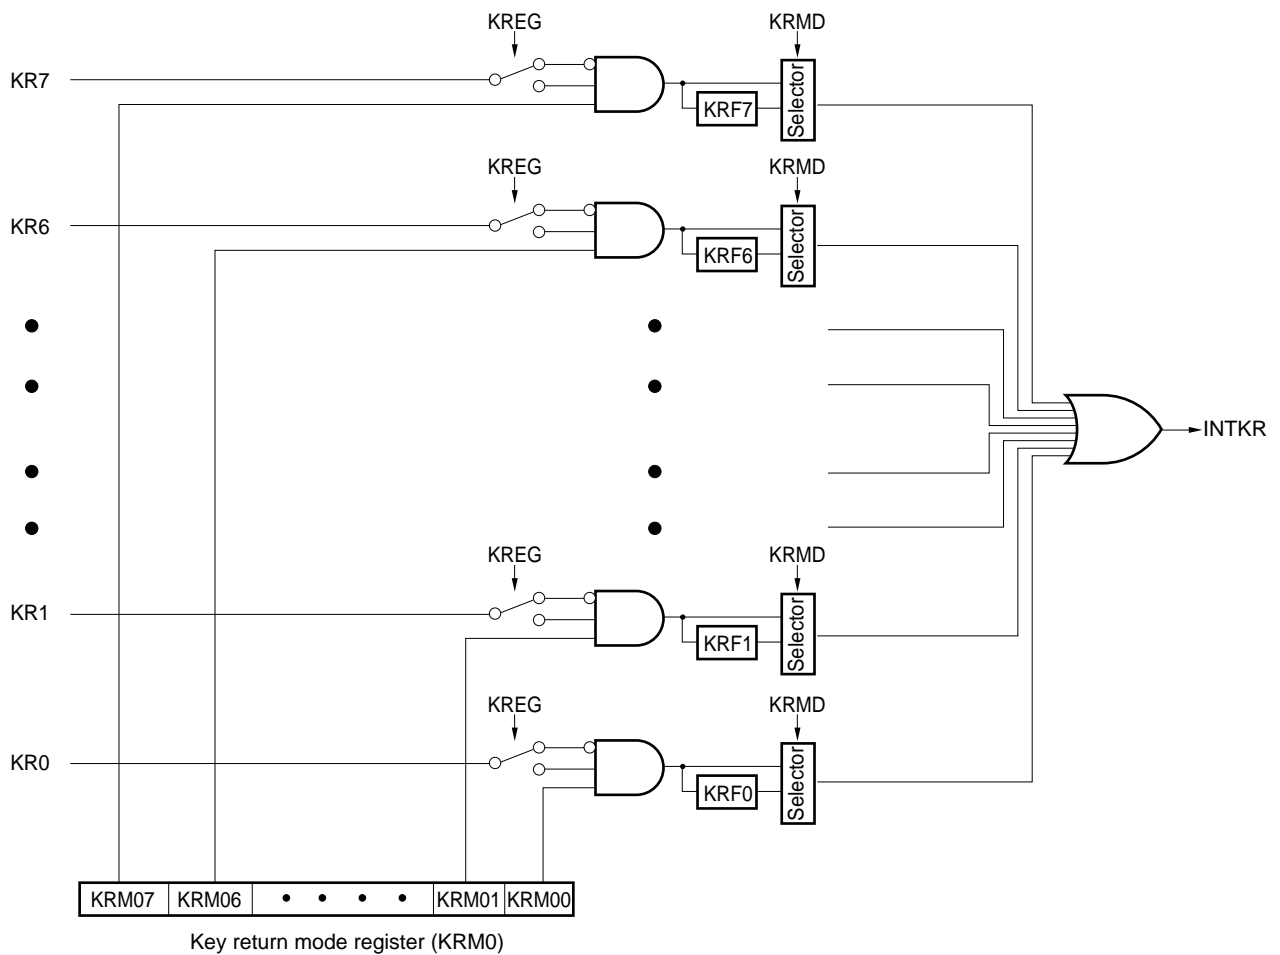 KREG
KRMD
KR7
KRF7
Selector
KREG
KRMD
KR6
KRF6
Selector
INTKR
KREG
KRMD
KR1
KRF1
Selector
KREG
KRMD
KR0
KRF0
Selector
KRM07 KRM06 KRM01 KRM00
Key return mode register (KRM0)